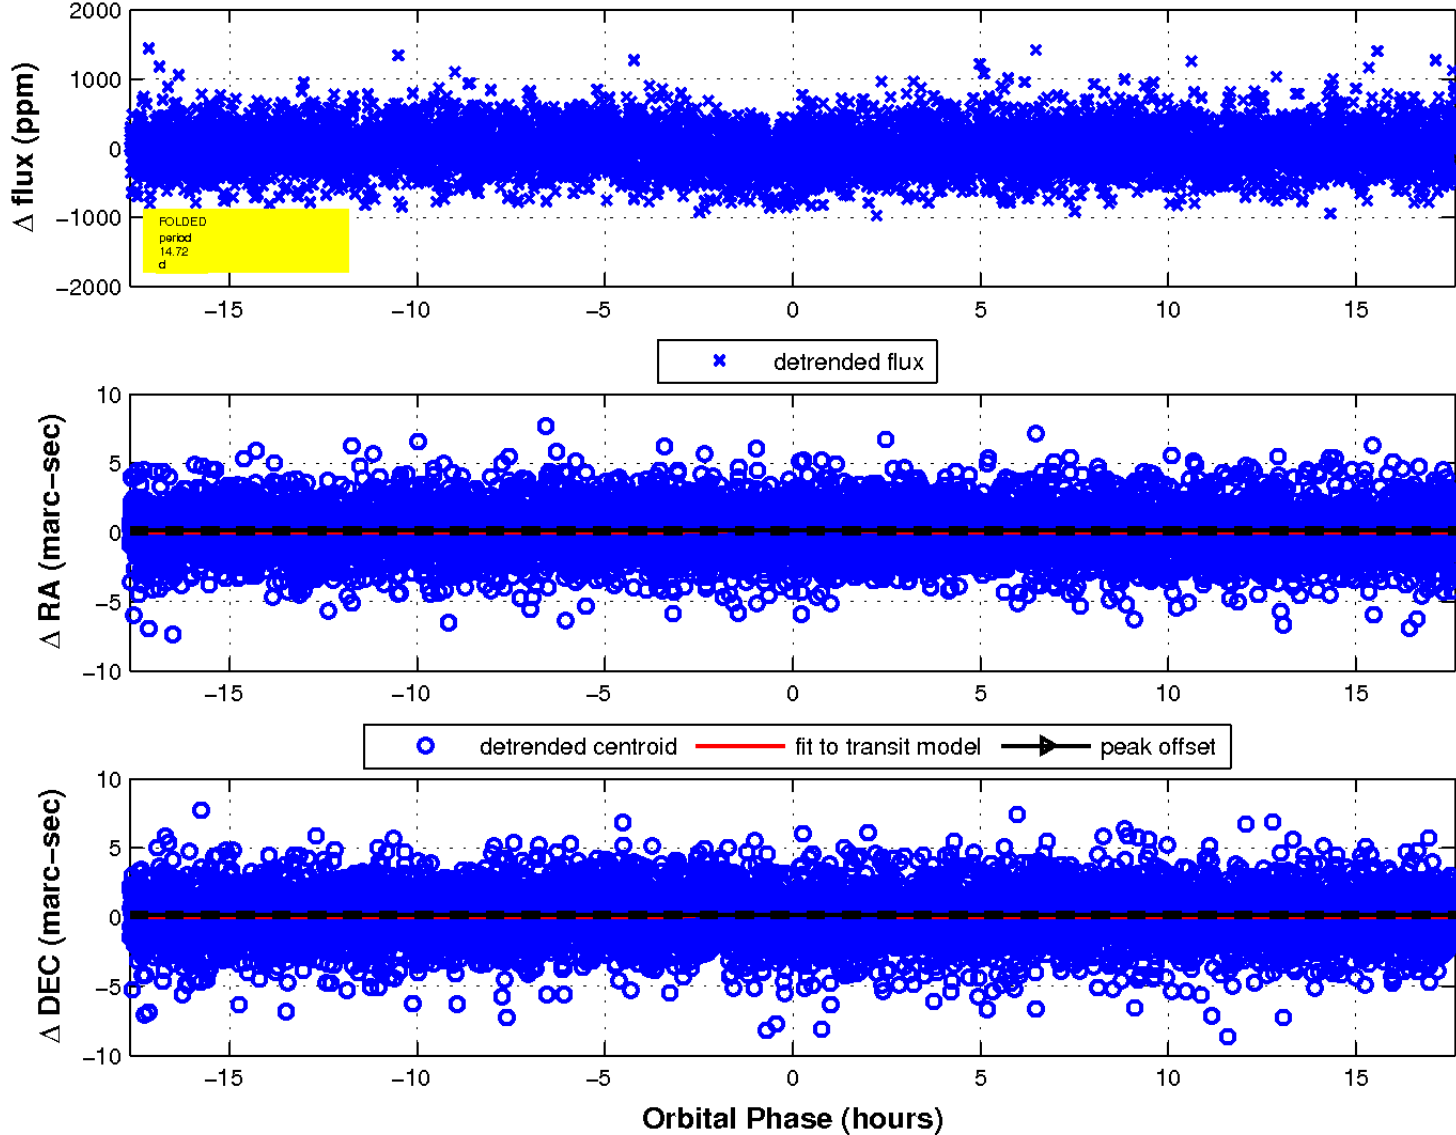 2000
1000
0
−1000
−2000
Δ flux (ppm)
FOLDED
period
14.72
d
−15 −10 −5 0 5 10 15
detrended flux
10
5
0
−5
−10
Δ RA (marc−sec)
−15 −10 −5 0 5 10 15
detrended centroid fit to transit model peak offset
10
5
0
−5
−10
Δ DEC (marc−sec)
−15 −10 −5 0 5 10 15
Orbital Phase (hours)